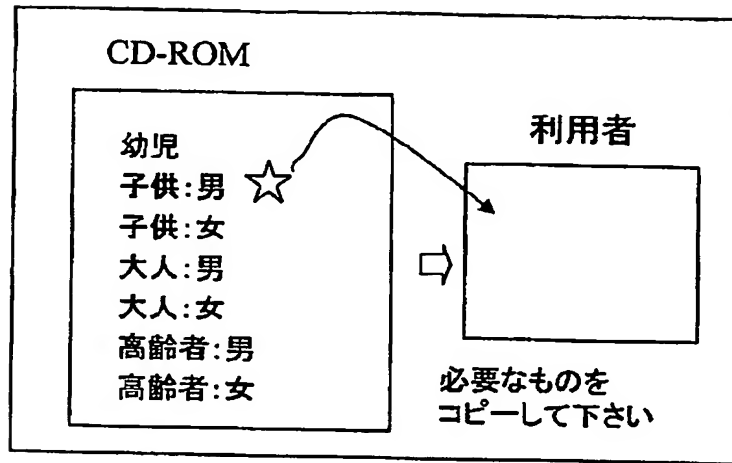 CD-ROM
幼児
子供:男
子供:女
大人:男
大人:女
高齢者:男
高齢者:女
利用者
必要なものを
コピーして下さい